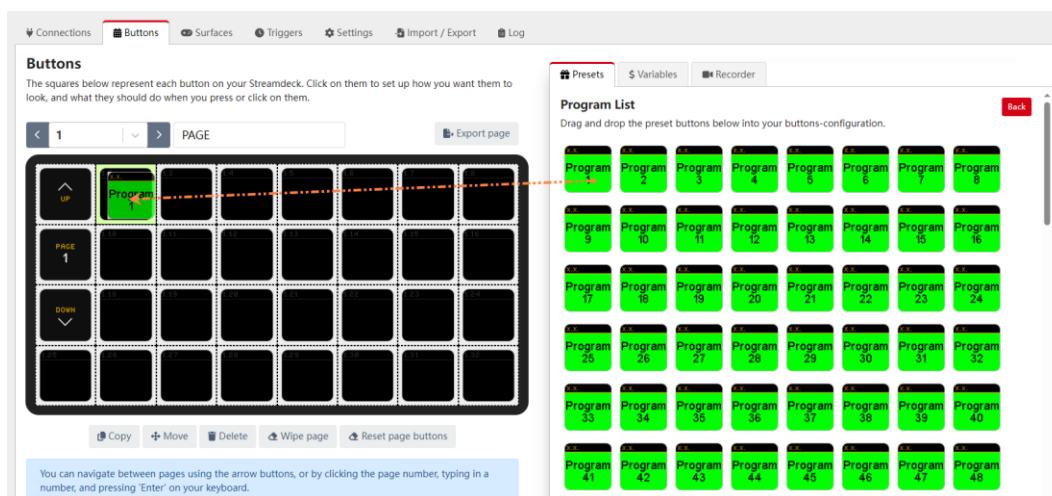 Connections
Buttons
Surfaces
Triggers
Settings
Import / Export
Log
Buttons
The squares below represent each button on your Streamdeck. Click on them to set up how you want them to
look, and what they should do when you press or click on them.
1
PAGE
Export page
UP
x.x.
Program
1
PAGE
1
DOWN
Copy
Move
Delete
Wipe page
Reset page buttons
You can navigate between pages using the arrow buttons, or by clicking the page number, typing in a
number, and pressing 'Enter' on your keyboard.
Presets
$ Variables
Recorder
Program List
Back
Drag and drop the preset buttons below into your buttons-configuration.
x.x. x.x. x.x. x.x. x.x. x.x. x.x. x.x.
Program Program Program Program Program Program Program Program
1 2 3 4 5 6 7 8
x.x. x.x. x.x. x.x. x.x. x.x. x.x. x.x.
Program Program Program Program Program Program Program Program
9 10 11 12 13 14 15 16
x.x. x.x. x.x. x.x. x.x. x.x. x.x. x.x.
Program Program Program Program Program Program Program Program
17 18 19 20 21 22 23 24
x.x. x.x. x.x. x.x. x.x. x.x. x.x. x.x.
Program Program Program Program Program Program Program Program
25 26 27 28 29 30 31 32
x.x. x.x. x.x. x.x. x.x. x.x. x.x. x.x.
Program Program Program Program Program Program Program Program
33 34 35 36 37 38 39 40
x.x. x.x. x.x. x.x. x.x. x.x. x.x. x.x.
Program Program Program Program Program Program Program Program
41 42 43 44 45 46 47 48